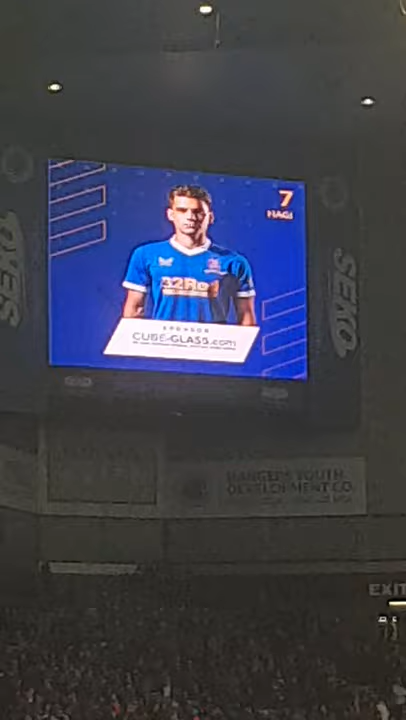 7
HAGI
SEKO
SEKO
32Red
SPONSOR
CUBE-GLASS.com
RANGERS YOUTH
DEVELOPMENT CO.
EXIT